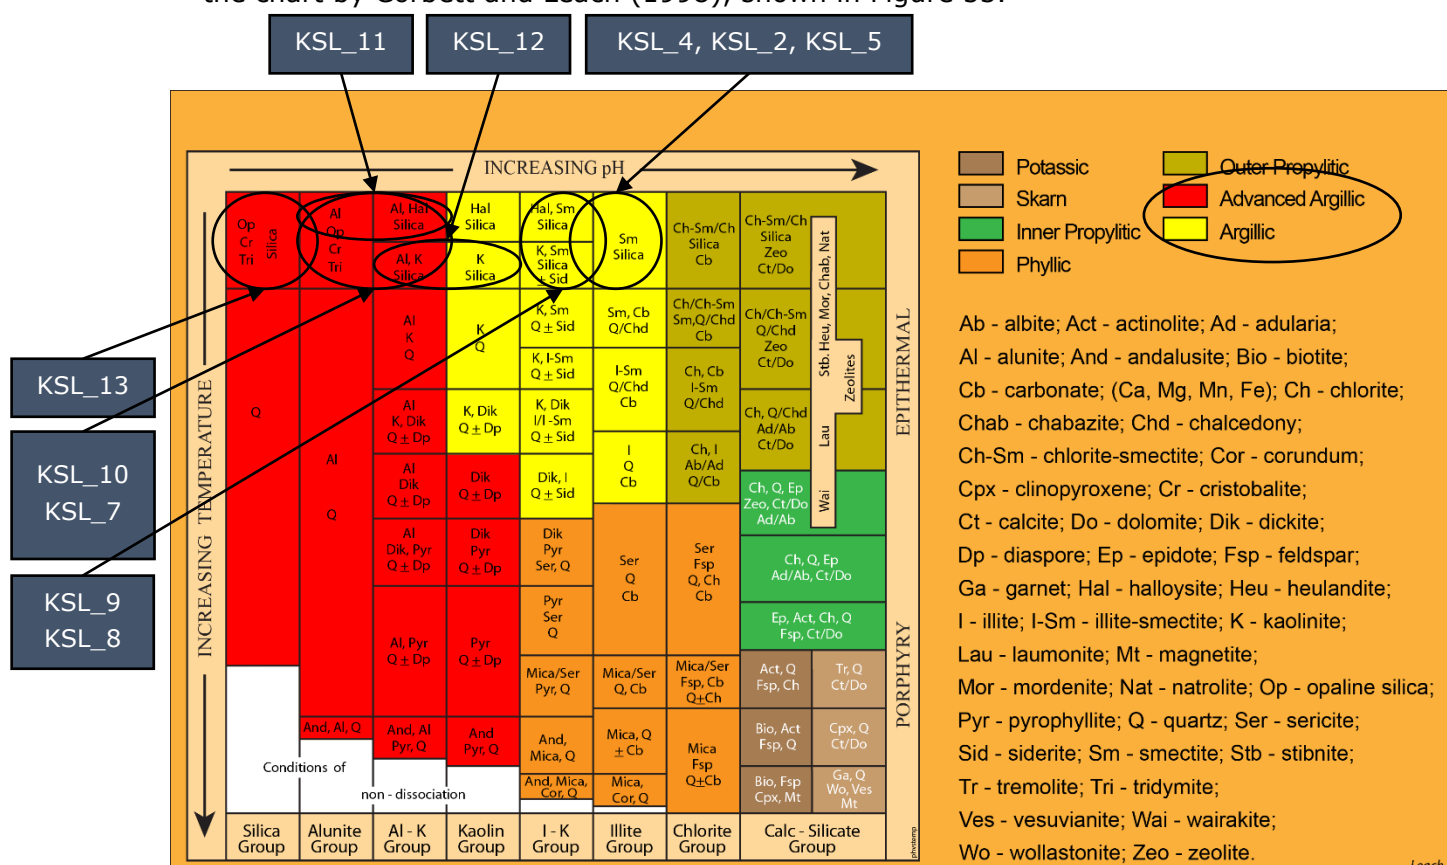 the chart by Corbett and Leach (1998), shown in Figure 33.
KSL_11
KSL_12
KSL_4, KSL_2, KSL_5
INCREASING pH
INCREASING TEMPERATURE
Op
Cr
Tri
Silica
Q
Silica
Group
Al
Op
Cr
Tri
Al
Q
And, Al, Q
Alunite
Group
Al, Hal
Silica
Al, K
Silica
Al
K
Q
Al
K, Dik
Q ± Dp
Al
Dik
Q ± Dp
Al
Dik, Pyr
Q ± Dp
Al, Pyr
Q ± Dp
And, Al
Pyr, Q
Al - K
Group
Hal
Silica
K
Silica
K
Q
K, Dik
Q ± Dp
Dik
Q ± Dp
Dik
Pyr
Q ± Dp
Pyr
Q ± Dp
And
Pyr, Q
Kaolin
Group
Conditions of
non - dissociation
Hal, Sm
Silica
K, Sm
Silica
± Sid
K, Sm
Q ± Sid
K, I-Sm
Q ± Sid
K, Dik
I/I -Sm
Q ± Sid
Dik, I
Q ± Sid
Dik
Pyr
Ser, Q
Pyr
Ser
Q
Mica/Ser
Pyr, Q
And,
Mica, Q
And, Mica,
Cor, Q
I - K
Group
Sm
Silica
Sm, Cb
Q/Chd
I-Sm
Q/Chd
Cb
I
Q
Cb
Ser
Q
Cb
Mica/Ser
Q, Cb
Mica, Q
± Cb
Mica,
Cor, Q
Illite
Group
Ch-Sm/Ch
Silica
Cb
Ch/Ch-Sm
Sm,Q/Chd
Cb
Ch, Cb
I-Sm
Q/Chd
Ch, I
Ab/Ad
Q/Cb
Ser
Fsp
Q, Ch
Cb
Mica/Ser
Fsp, Cb
Q±Ch
Mica
Fsp
Q±Cb
Chlorite
Group
Ch-Sm/Ch
Silica
Zeo
Ct/Do
Ch/Ch-Sm
Q/Chd
Zeo
Ct/Do
Ch, Q/Chd
Ad/Ab
Ct/Do
Ch, Q, Ep
Zeo, Ct/Do
Ad/Ab
Stb. Heu, Mor, Chab, Nat
Zeolites
Lau
Wai
Ch, Q, Ep
Ad/Ab, Ct/Do
Ep, Act, Ch, Q
Fsp, Ct/Do
Act, Q
Fsp, Ch
Tr, Q
Ct/Do
Bio, Act
Fsp, Q
Cpx, Q
Ct/Do
Bio, Fsp
Cpx, Mt
Ga, Q
Wo, Ves
Mt
Calc - Silicate
Group
EPITHERMAL
PORPHYRY
phvstemp
KSL_13
KSL_10
KSL_7
KSL_9
KSL_8
Potassic
Skarn
Inner Propylitic
Phyllic
Outer Propylitic
Advanced Argillic
Argillic
Ab - albite; Act - actinolite; Ad - adularia;
Al - alunite; And - andalusite; Bio - biotite;
Cb - carbonate; (Ca, Mg, Mn, Fe); Ch - chlorite;
Chab - chabazite; Chd - chalcedony;
Ch-Sm - chlorite-smectite; Cor - corundum;
Cpx - clinopyroxene; Cr - cristobalite;
Ct - calcite; Do - dolomite; Dik - dickite;
Dp - diaspore; Ep - epidote; Fsp - feldspar;
Ga - garnet; Hal - halloysite; Heu - heulandite;
I - illite; I-Sm - illite-smectite; K - kaolinite;
Lau - laumonite; Mt - magnetite;
Mor - mordenite; Nat - natrolite; Op - opaline silica;
Pyr - pyrophyllite; Q - quartz; Ser - sericite;
Sid - siderite; Sm - smectite; Stb - stibnite;
Tr - tremolite; Tri - tridymite;
Ves - vesuvianite; Wai - wairakite;
Wo - wollastonite; Zeo - zeolite.
Leach